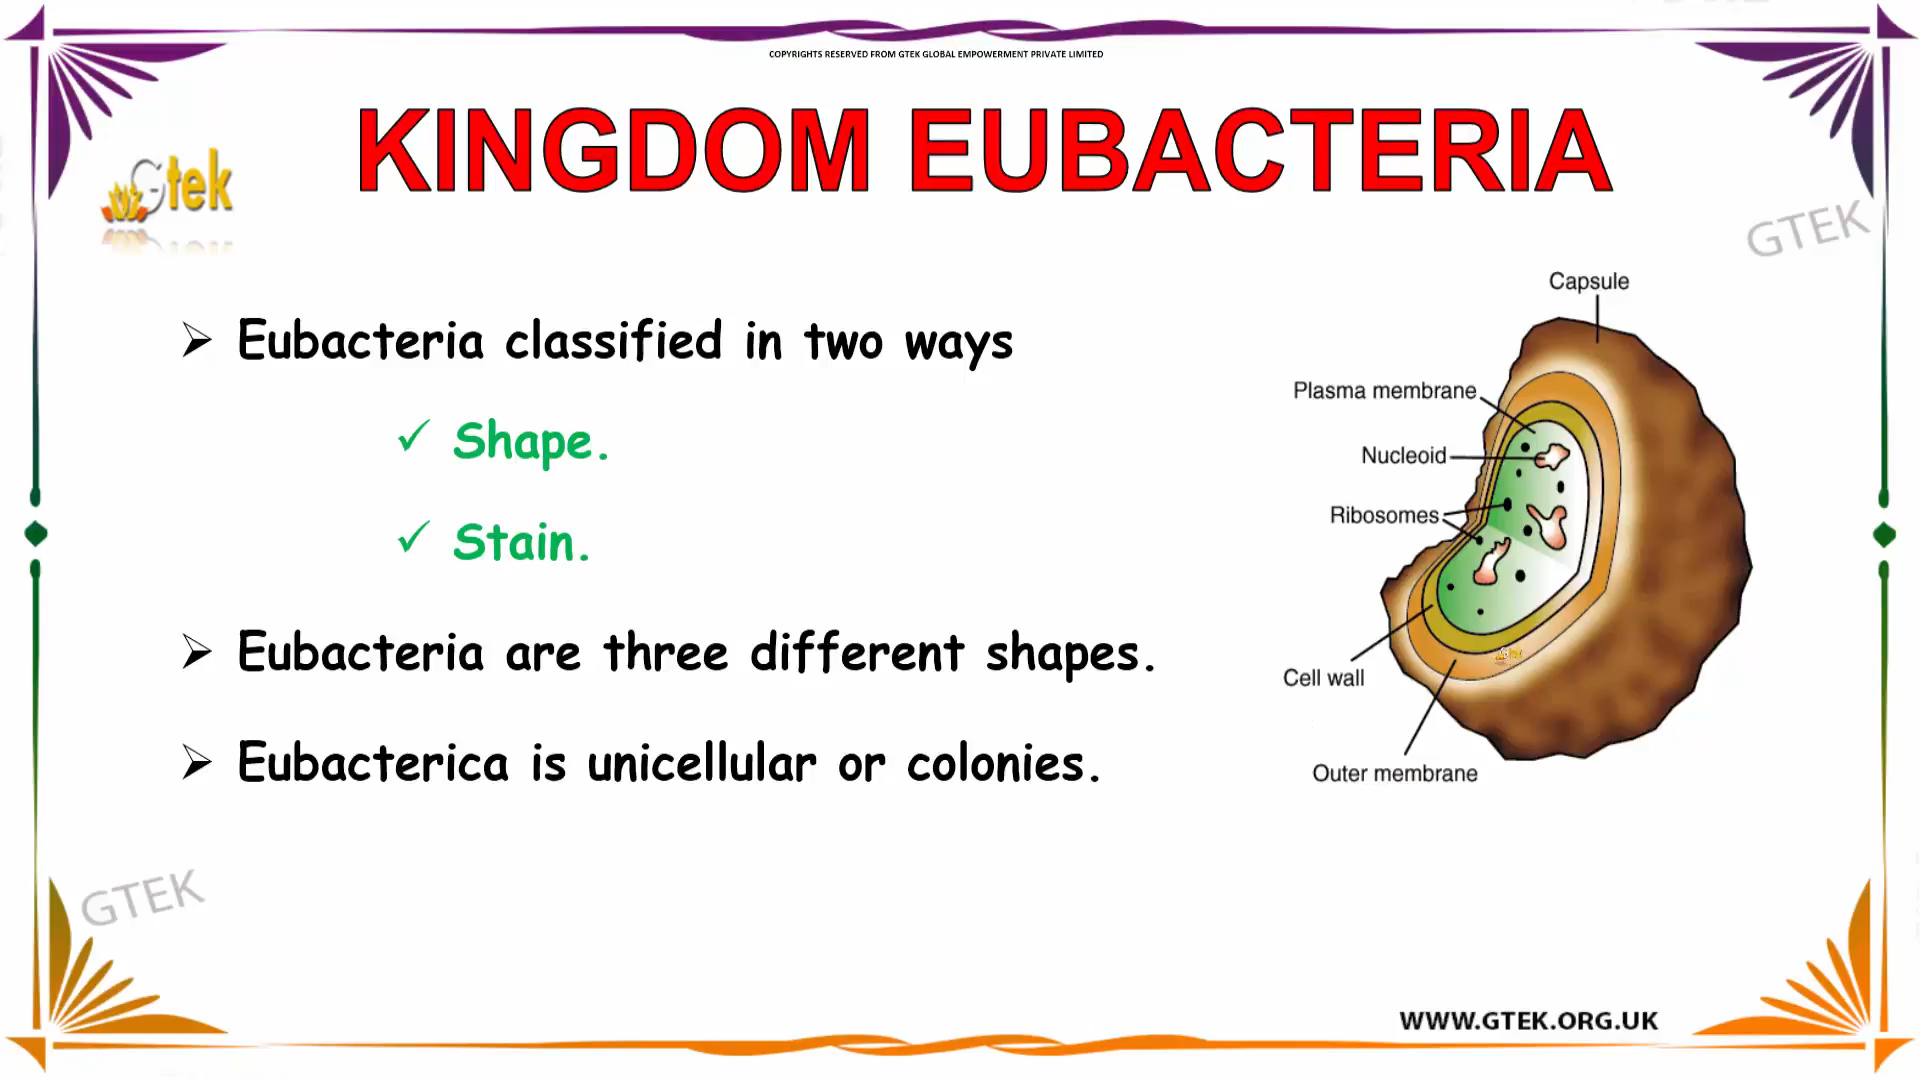 COPYRIGHTS RESERVED FROM GTEK GLOBAL EMPOWERMENT PRIVATE LIMITED
KINGDOM EUBACTERIA
Gtek
GTEK
Eubacteria classified in two ways
Shape.
Stain.
Eubacteria are three different shapes.
Eubacterica is unicellular or colonies.
Capsule
Plasma membrane
Nucleoid
Ribosomes
Cell wall
Outer membrane
GTEK
WWW.GTEK.ORG.UK